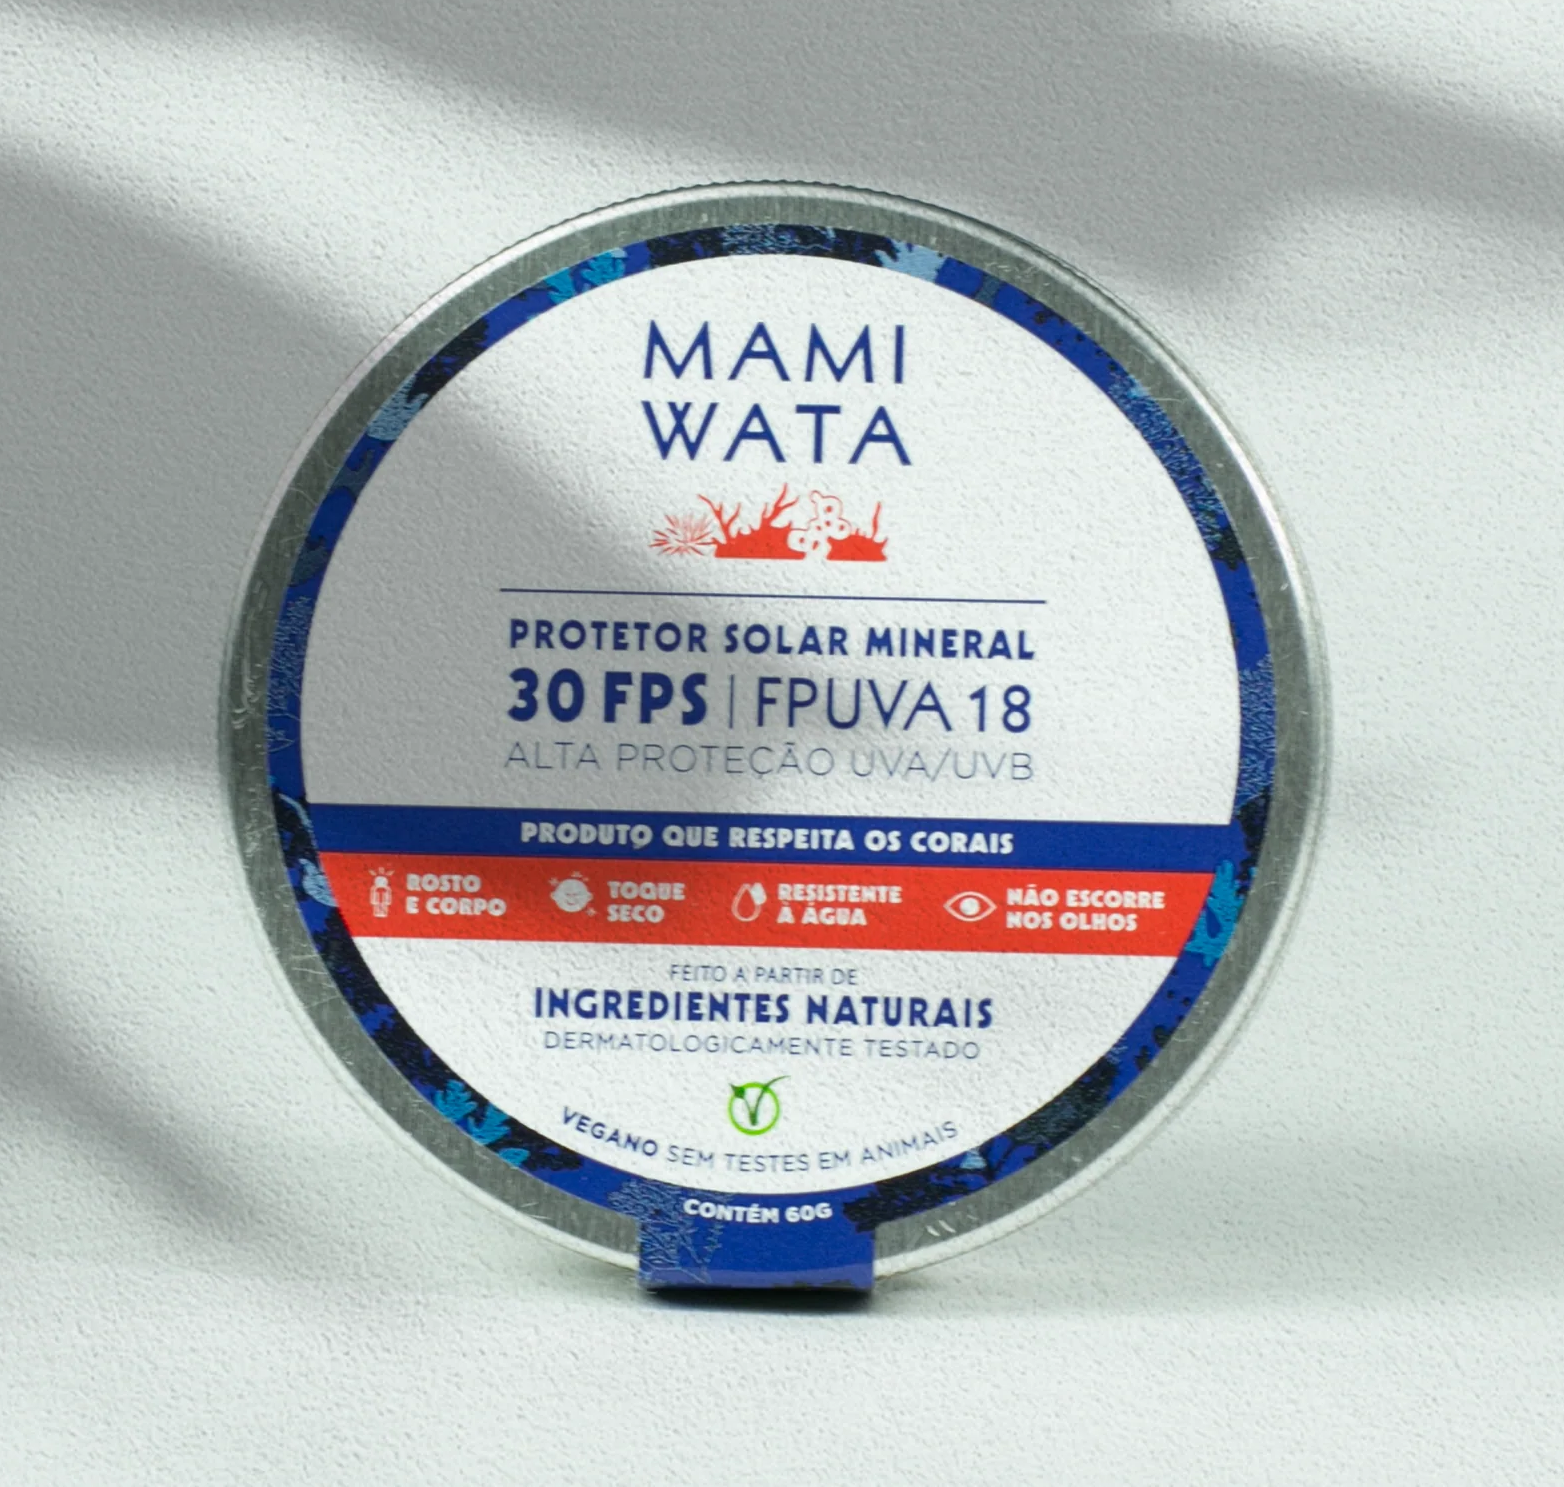 MAMI
WATA
PROTETOR SOLAR MINERAL
30 FPS | FPUVA 18
ALTA PROTEÇÃO UVA/UVB
PRODUTO QUE RESPEITA OS CORAIS
ROSTO
E CORPO
TOQUE
SECO
RESISTENTE
À ÁGUA
NÃO ESCORRE
NOS OLHOS
FEITO A PARTIR DE
INGREDIENTES NATURAIS
DERMATOLOGICAMENTE TESTADO
VEGANO SEM TESTES EM ANIMAIS
CONTÉM 60G